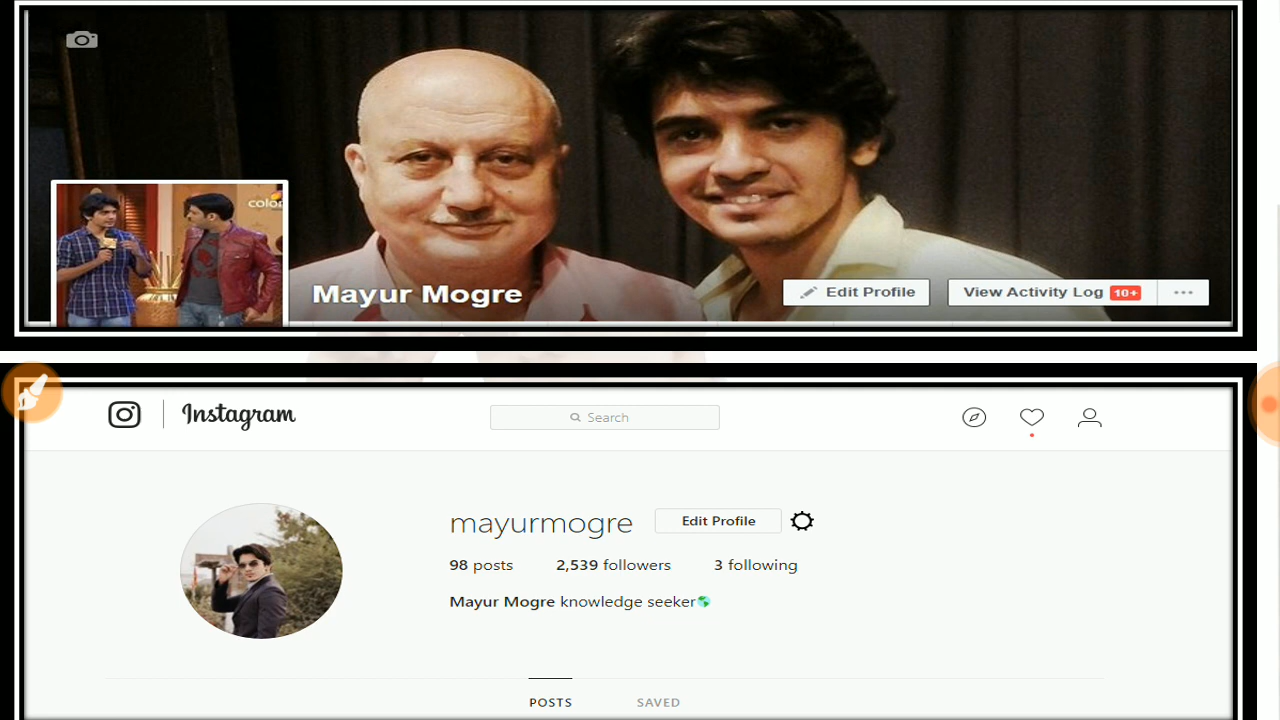 color
Mayur Mogre
Edit Profile
View Activity Log 10+ ...
Instagram
Search
mayurmogre
Edit Profile
98 posts 2,539 followers 3 following
Mayur Mogre knowledge seeker
POSTS SAVED